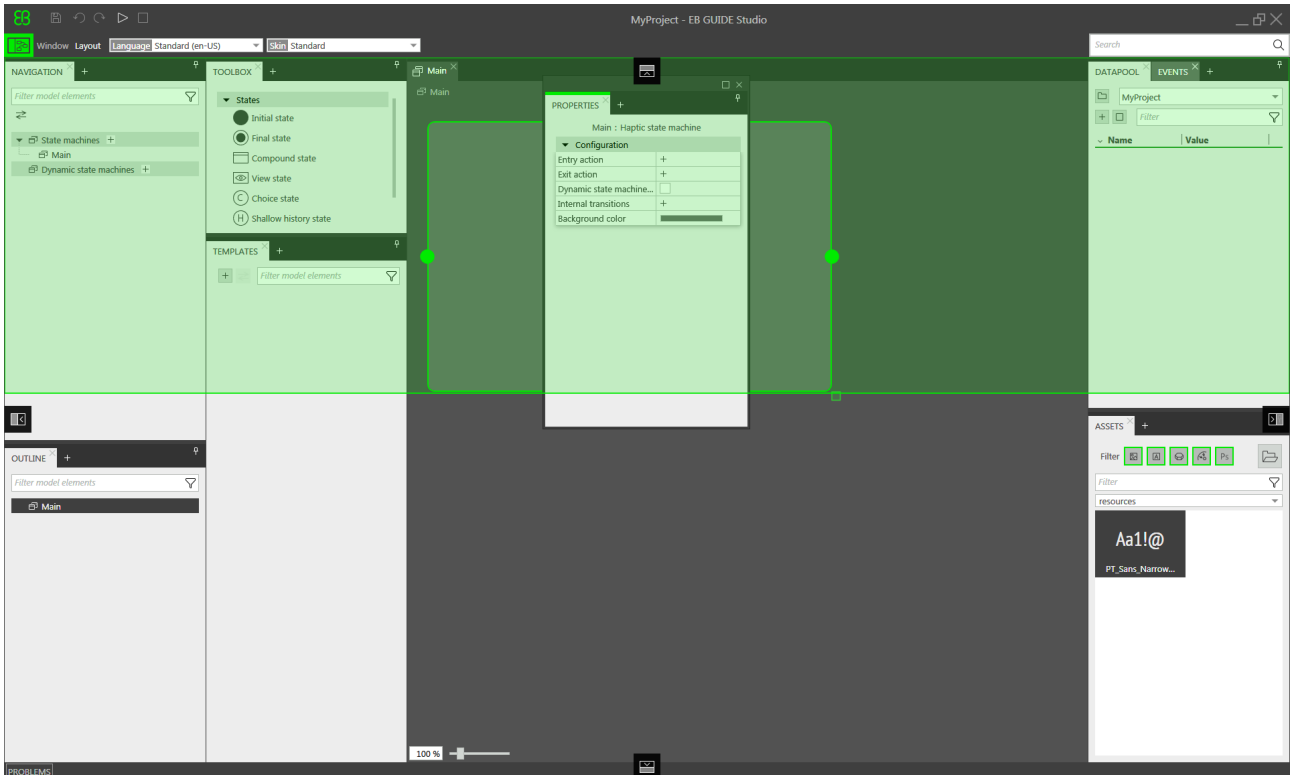 EB
MyProject - EB GUIDE Studio
Window Layout Language Standard (en-US) Skin Standard
Search
NAVIGATION
Filter model elements
State machines
Main
Dynamic state machines
OUTLINE
Filter model elements
Main
TOOLBOX
States
Initial state
Final state
Compound state
View state
Choice state
Shallow history state
TEMPLATES
Filter model elements
Main
Main
PROPERTIES
Main : Haptic state machine
Configuration
Entry action
Exit action
Dynamic state machine...
Internal transitions
Background color
100 %
DATAPOOL EVENTS
MyProject
Filter
Name Value
ASSETS
Filter Ps
Filter
resources
Aa1!@
PT_Sans_Narrow...
PROBLEMS